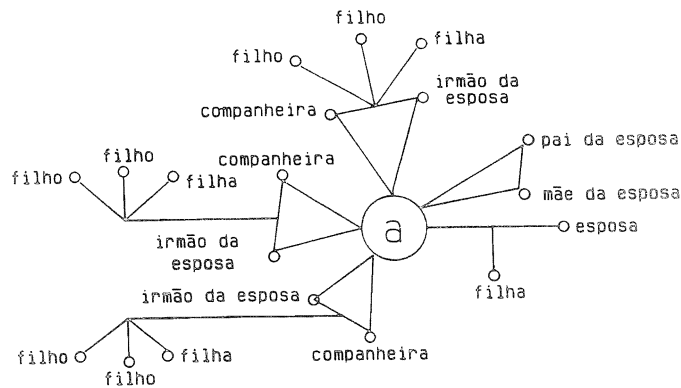 filho
filho
filha
companheira
irmão da
esposa
pai da esposa
mãe da esposa
esposa
filha
a
companheira
irmão da
esposa
filho
filho
filha
irmão da esposa
companheira
filho
filho
filha